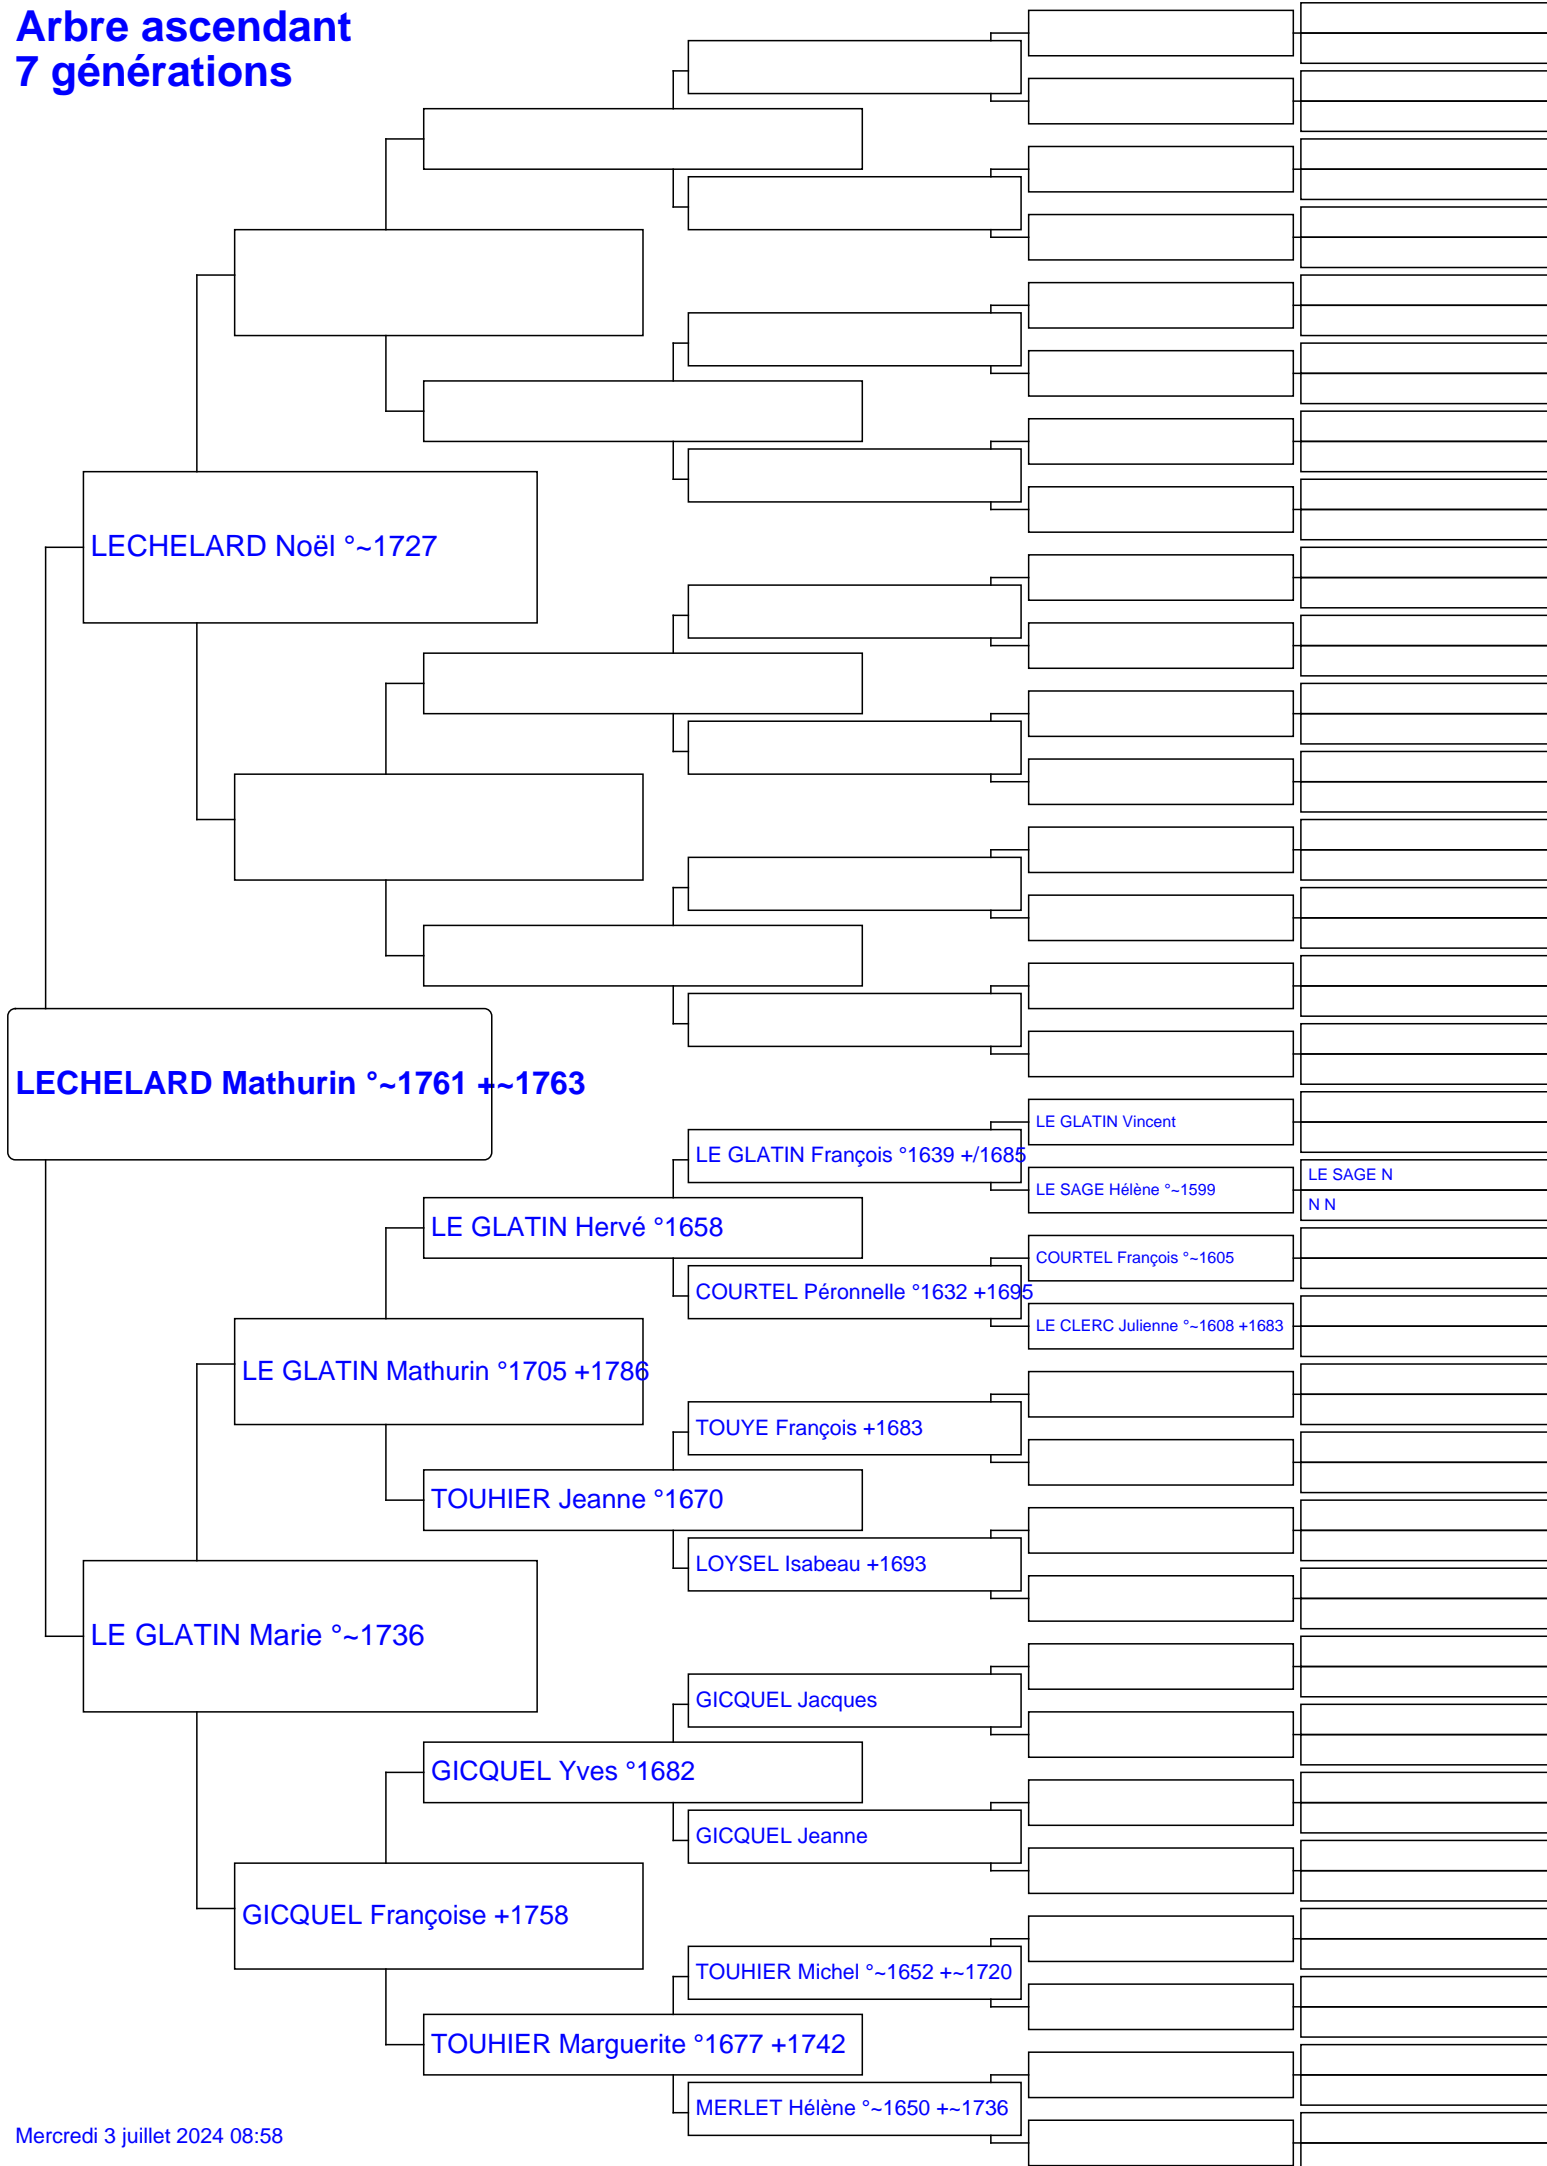 Arbre ascendant
7 générations
LECHELARD Noël °~1727
LECHELARD Mathurin °~1761 +~1763
LE GLATIN Vincent
LE GLATIN François °1639 +/1685
LE SAGE N
LE SAGE Hélène °~1599
N N
LE GLATIN Hervé °1658
COURTEL François °~1605
COURTEL Péronnelle °1632 +1695
LE CLERC Julienne °~1608 +1683
LE GLATIN Mathurin °1705 +1786
TOUYE François +1683
TOUHIER Jeanne °1670
LOYSEL Isabeau +1693
LE GLATIN Marie °~1736
GICQUEL Jacques
GICQUEL Yves °1682
GICQUEL Jeanne
GICQUEL Françoise +1758
TOUHIER Michel °~1652 +~1720
TOUHIER Marguerite °1677 +1742
MERLET Hélène °~1650 +~1736
Mercredi 3 juillet 2024 08:58